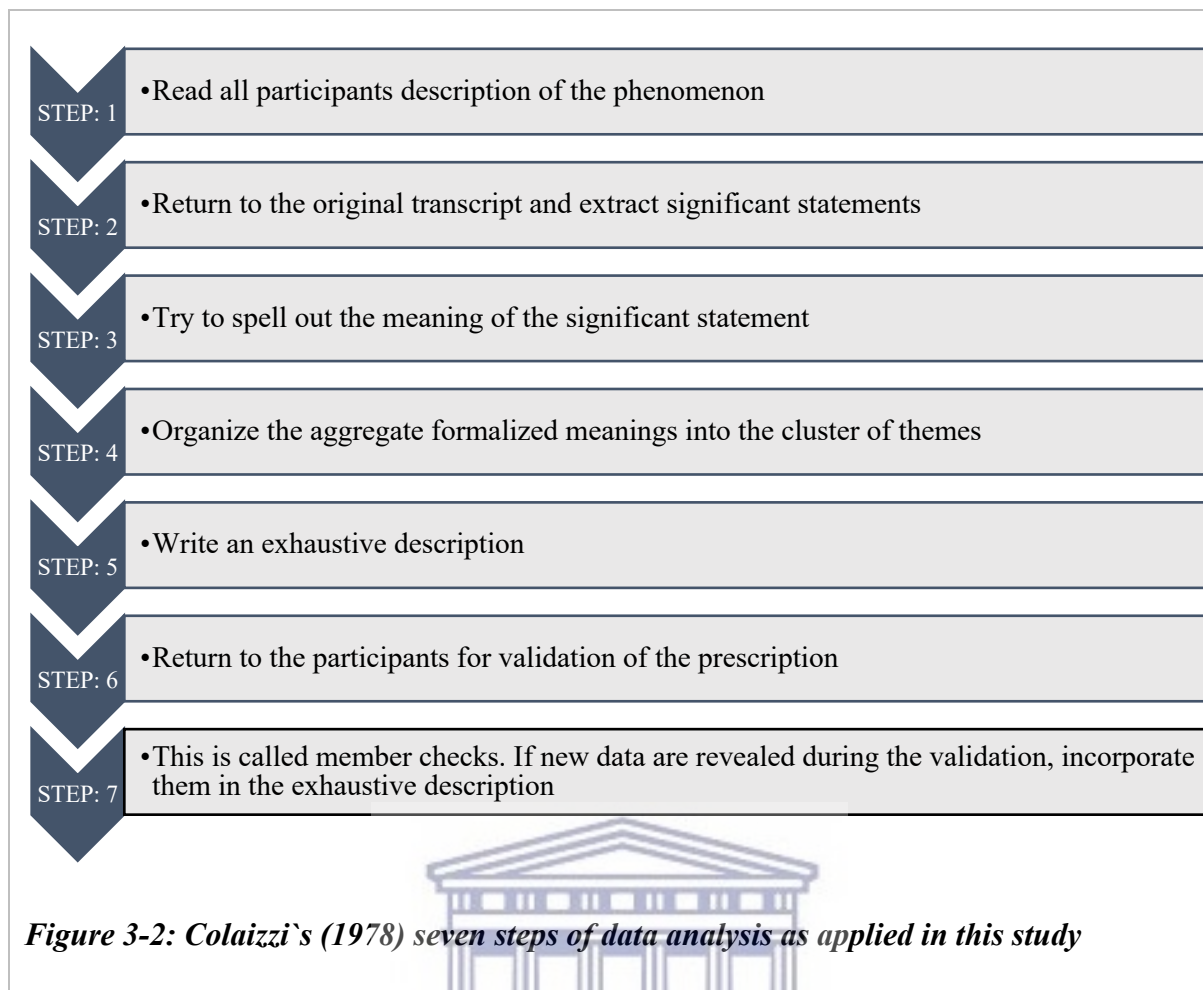 STEP: 1
•Read all participants description of the phenomenon
STEP: 2
•Return to the original transcript and extract significant statements
STEP: 3
•Try to spell out the meaning of the significant statement
STEP: 4
•Organize the aggregate formalized meanings into the cluster of themes
STEP: 5
•Write an exhaustive description
STEP: 6
•Return to the participants for validation of the prescription
STEP: 7
•This is called member checks. If new data are revealed during the validation, incorporate
them in the exhaustive description
Figure 3-2: Colaizzi`s (1978) seven steps of data analysis as applied in this study